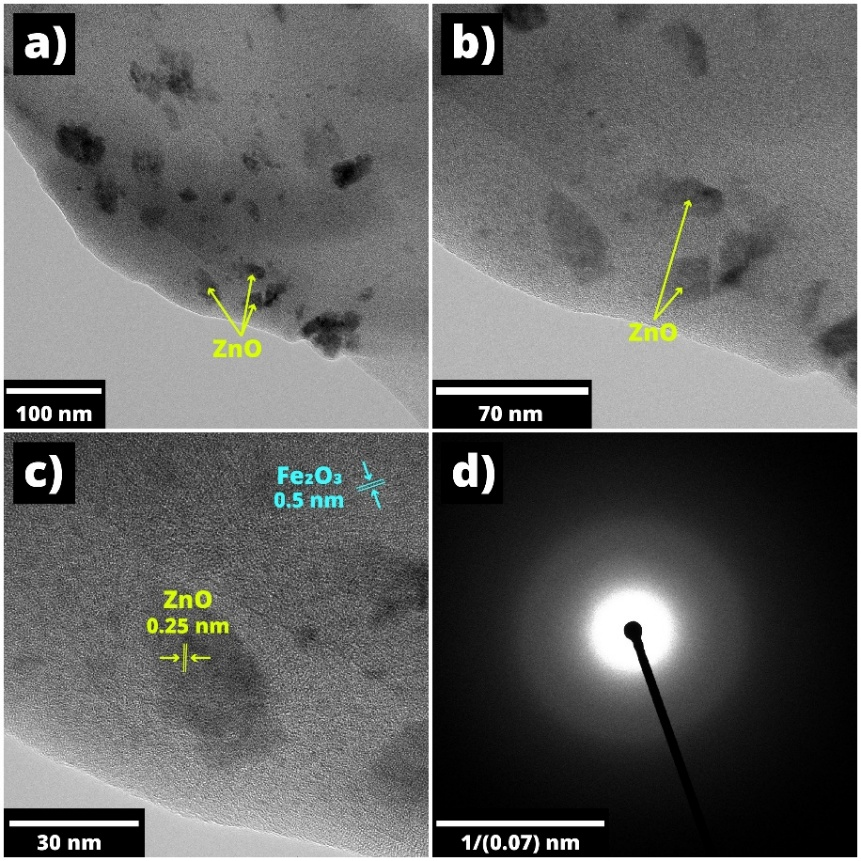 a)
ZnO
100 nm
b)
ZnO
70 nm
c)
Fe₂O₃
0.5 nm
ZnO
0.25 nm
30 nm
d)
1/(0.07) nm